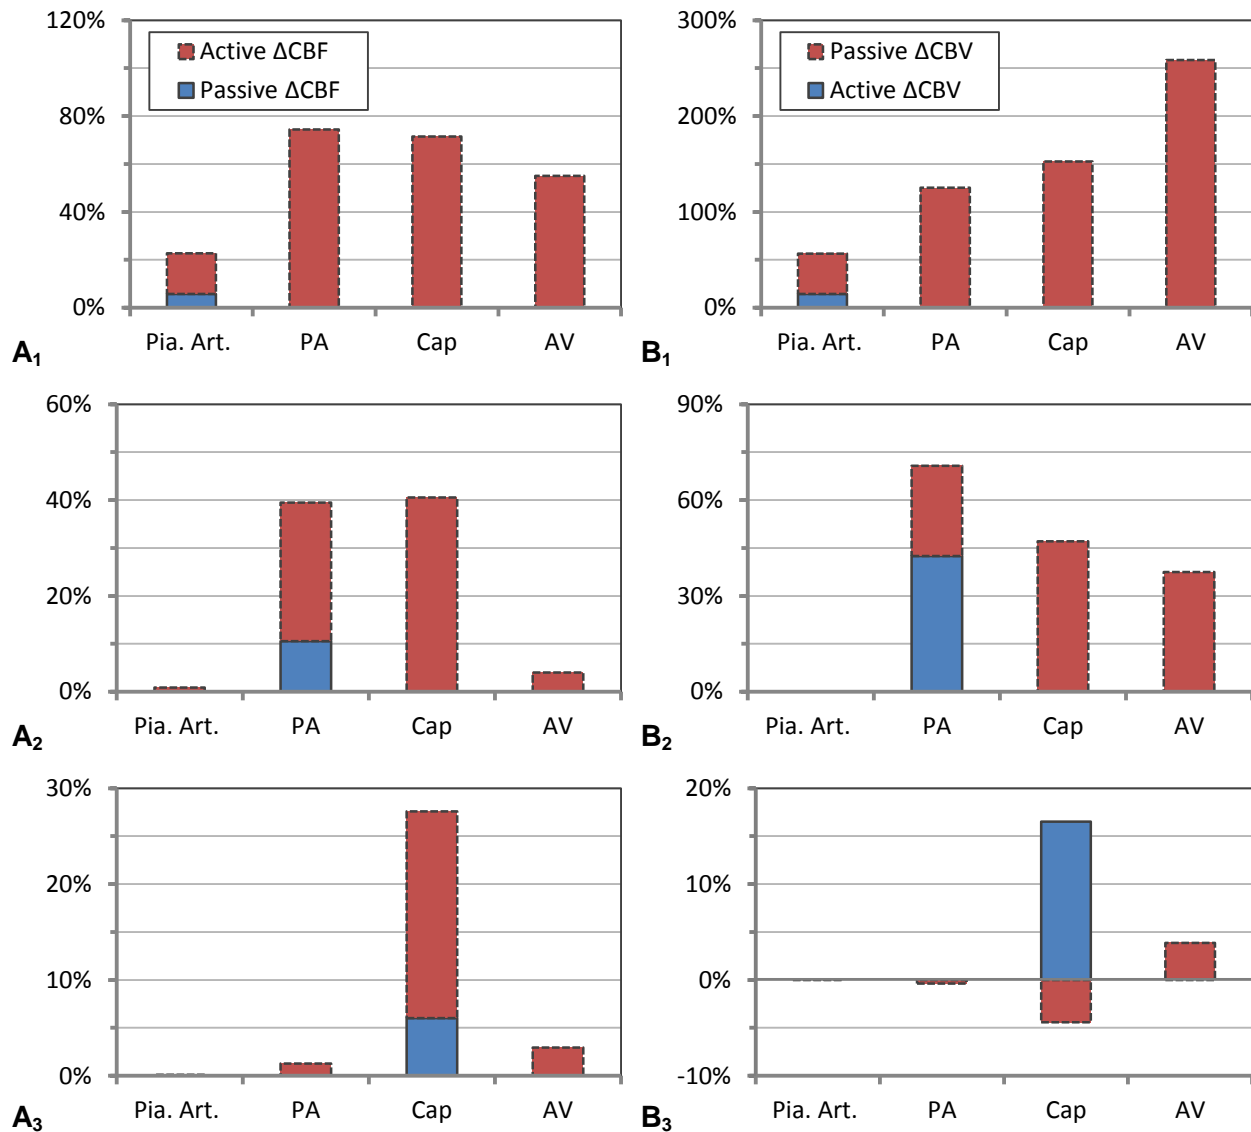 120%
80%
40%
0%
Active ΔCBF
Passive ΔCBF
Pia. Art. PA Cap AV
A1
300%
200%
100%
0%
Passive ΔCBV
Active ΔCBV
Pia. Art. PA Cap AV
B1
60%
40%
20%
0%
Pia. Art. PA Cap AV
A2
90%
60%
30%
0%
Pia. Art. PA Cap AV
B2
30%
20%
10%
0%
Pia. Art. PA Cap AV
A3
20%
10%
0%
-10%
Pia. Art. PA Cap AV
B3